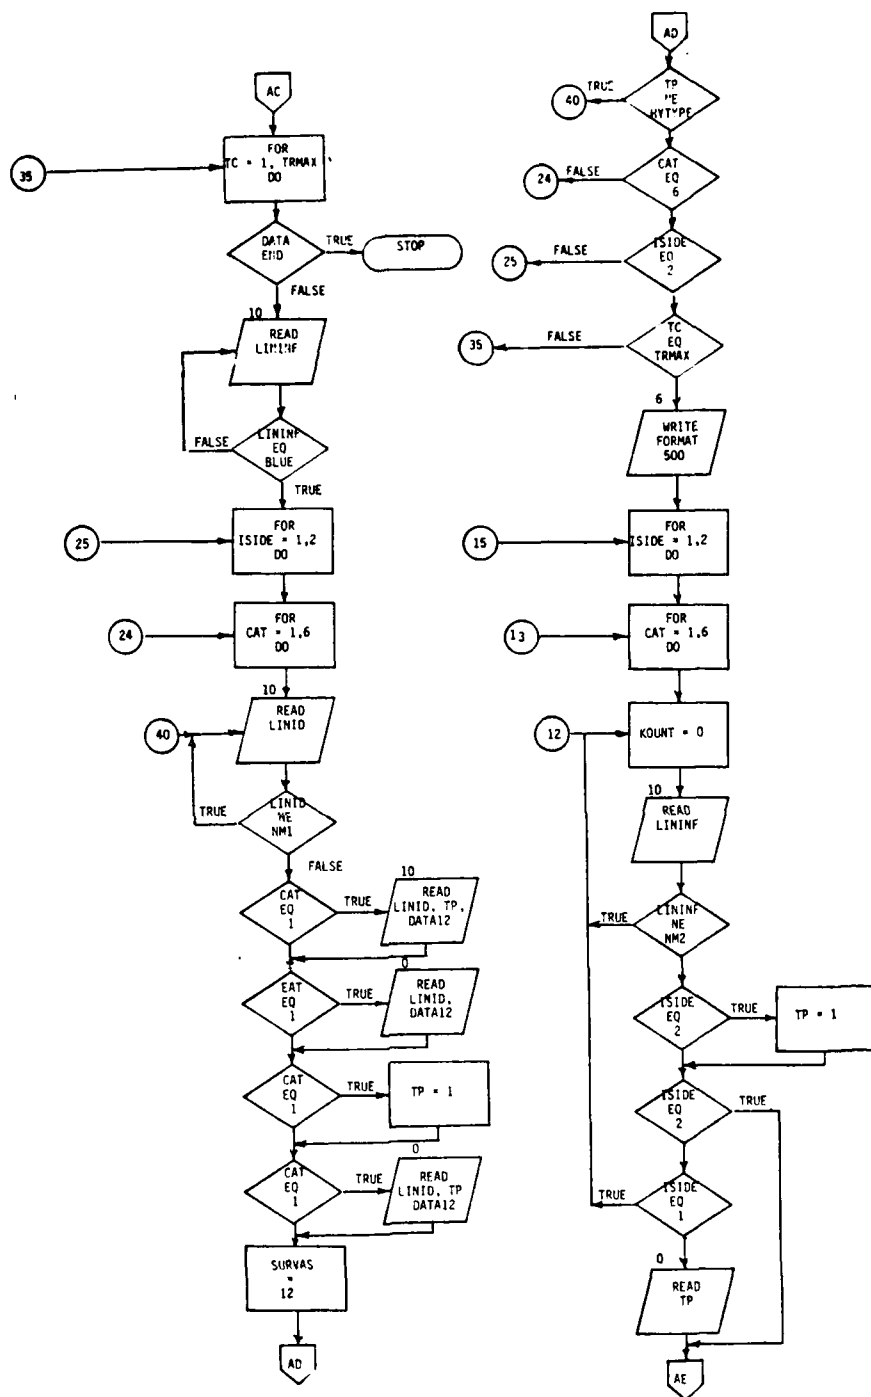 AC
FOR
TC = 1, TRMAX
DO
35
DATA
END
TRUE
STOP
FALSE
10
READ
LININF
FALSE
LININF
EQ
BLUE
TRUE
25
FOR
ISIDE = 1,2
DO
24
FOR
CAT = 1,6
DO
10
READ
LINID
40
TRUE
LINID
NE
NM1
FALSE
CAT
EQ
1
TRUE
10
READ
LINID, TP,
DATA12
EAT
EQ
1
TRUE
0
READ
LINID,
DATA12
CAT
EQ
1
TRUE
TP = 1
CAT
EQ
1
TRUE
0
READ
LINID, TP
DATA12
SURVAS
=
12
AD
AD
TP
NE
TRUE
40
CAT
EQ
6
FALSE
24
ISIDE
EQ
2
FALSE
25
TC
EQ
TRMAX
FALSE
35
6
WRITE
FORMAT
500
15
FOR
ISIDE = 1,2
DO
13
FOR
CAT = 1,6
DO
12
KOUNT = 0
10
READ
LININF
TRUE
LININF
NE
NM2
ISIDE
EQ
2
TRUE
TP = 1
ISIDE
EQ
2
TRUE
TRUE
ISIDE
EQ
1
0
READ
TP
AE